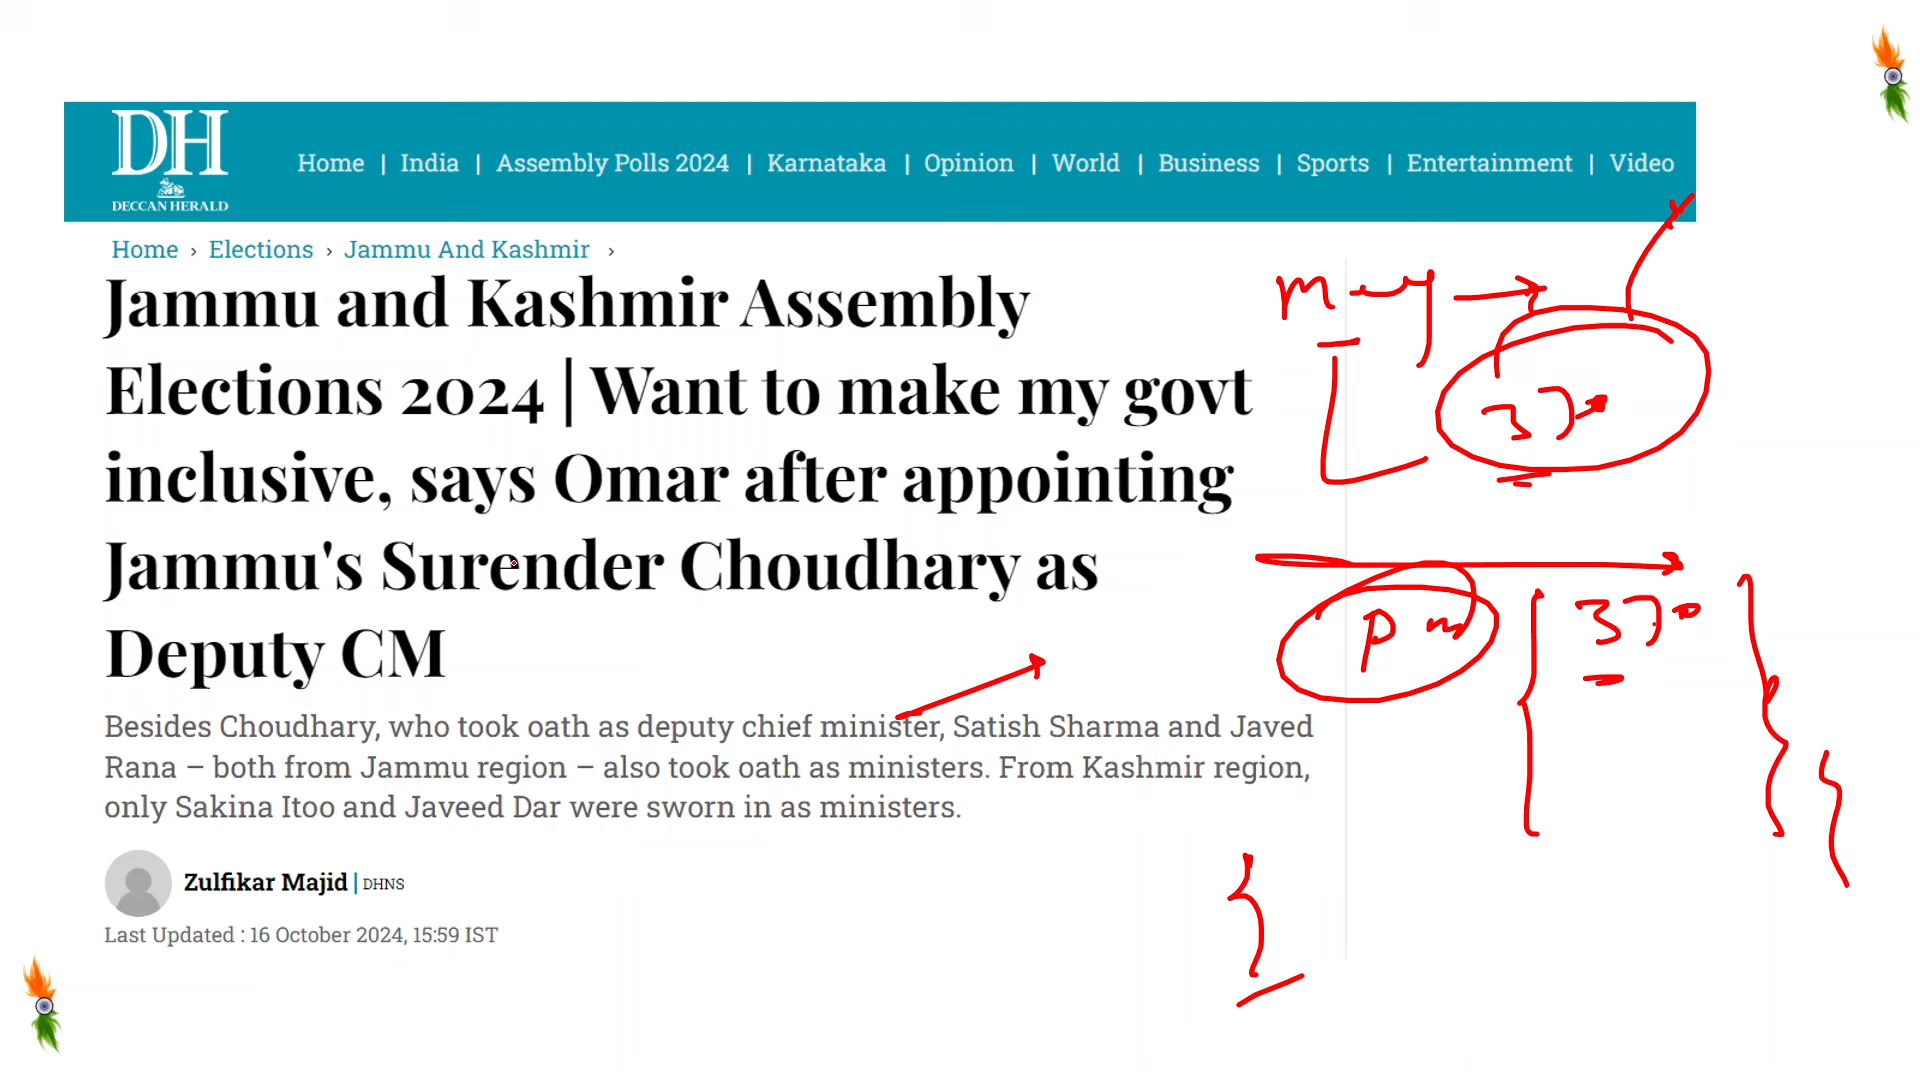 DH
DECCAN HERALD
Home | India | Assembly Polls 2024 | Karnataka | Opinion | World | Business | Sports | Entertainment | Video
Home › Elections › Jammu And Kashmir ›
Jammu and Kashmir Assembly
Elections 2024 | Want to make my govt
inclusive, says Omar after appointing
Jammu's Surender Choudhary as
Deputy CM
Besides Choudhary, who took oath as deputy chief minister, Satish Sharma and Javed
Rana – both from Jammu region – also took oath as ministers. From Kashmir region,
only Sakina Itoo and Javeed Dar were sworn in as ministers.
Zulfikar Majid | DHNS
Last Updated : 16 October 2024, 15:59 IST
370
Pm
370